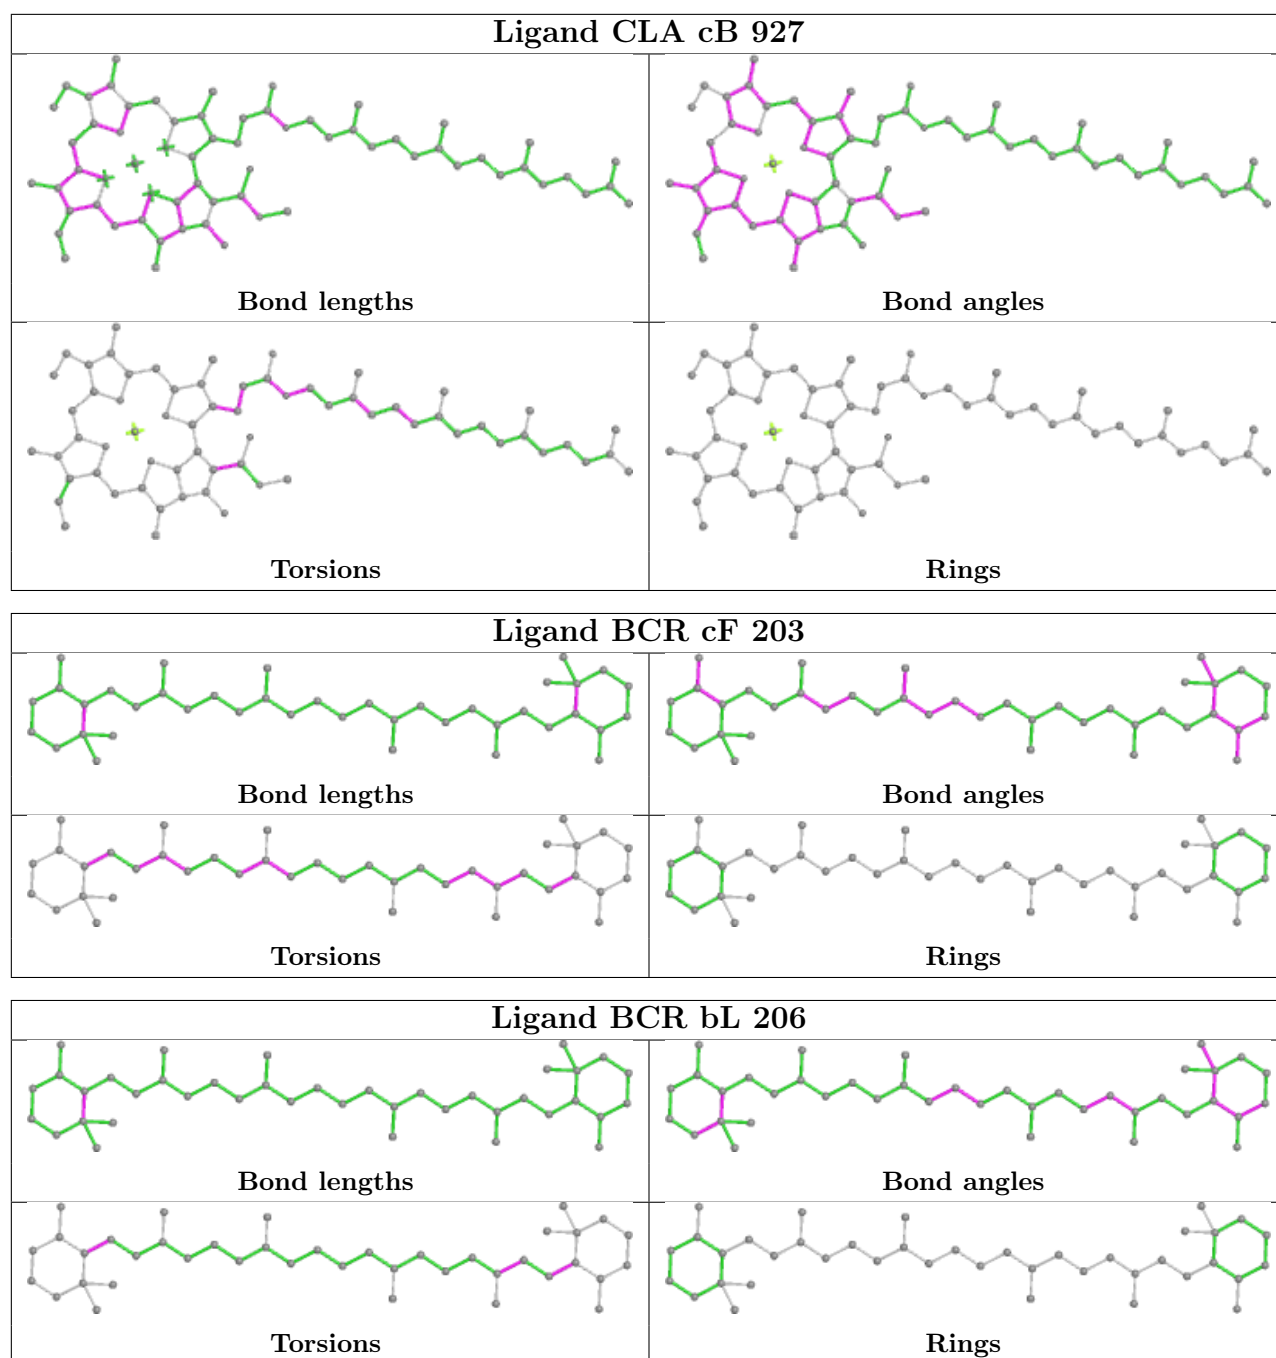 Ligand CLA cB 927
Bond lengths
Bond angles
Torsions
Rings
Ligand BCR cF 203
Bond lengths
Bond angles
Torsions
Rings
Ligand BCR bL 206
Bond lengths
Bond angles
Torsions
Rings